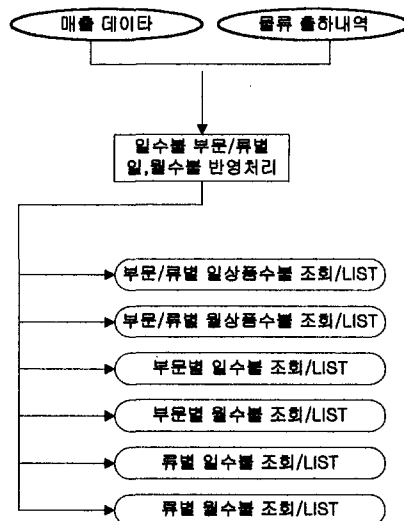 매출 데이타
물류 출하내역
일수불 부문/류별
일,월수불 반영처리
부문/류별 일상품수불 조회/LIST
부문/류별 월상품수불 조회/LIST
부문별 일수불 조회/LIST
부문별 월수불 조회/LIST
류별 일수불 조회/LIST
류별 월수불 조회/LIST